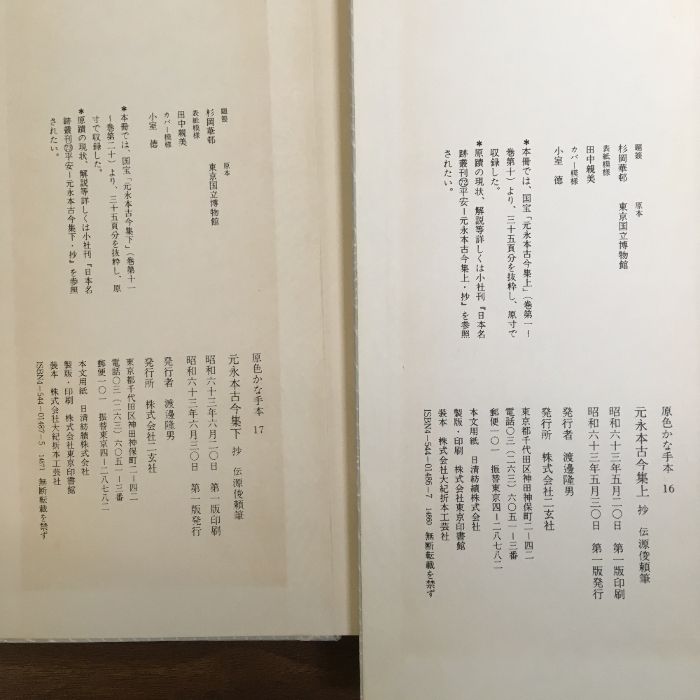 題簽
杉岡華邨　原本
東京国立博物館
表紙模様
田中親美
カバー模様
小室　徳
＊本冊では、国宝「元永本古今集上」（巻第一〜
巻第十）より、三十五頁分を抜粋し、原寸で
収録した。
＊原蹟の現状、解説等詳しくは小社刊『日本名
跡叢刊72平安－元永本古今集上・抄』を参照
されたい。
原色かな手本　16
元永本古今集上　抄　伝源俊頼筆
昭和六十三年五月二〇日　第一版印刷
昭和六十三年五月三〇日　第一版発行
発行者　渡邊隆男
発行所　株式会社二玄社
東京都千代田区神田神保町二－四二
電話〇三（二六三）六〇五一－三番
郵便一〇一　振替東京四－二八七八二
本文用紙　日清紡績株式会社
製版・印刷　株式会社東京印書館
装本　株式会社大紀折本工芸社
ISBN4－544－01486－7　1486　無断転載を禁ず
題簽
杉岡華邨　原本
東京国立博物館
表紙模様
田中親美
カバー模様
小室　徳
＊本冊では、国宝「元永本古今集下」（巻第十一
〜巻第二十）より、三十五頁分を抜粋し、原
寸で収録した。
＊原蹟の現状、解説等詳しくは小社刊『日本名
跡叢刊73平安－元永本古今集下・抄』を参照
されたい。
原色かな手本　17
元永本古今集下　抄　伝源俊頼筆
昭和六十三年六月二〇日　第一版印刷
昭和六十三年六月三〇日　第一版発行
発行者　渡邊隆男
発行所　株式会社二玄社
東京都千代田区神田神保町二－四二
電話〇三（二六三）六〇五一－三番
郵便一〇一　振替東京四－二八七八二
本文用紙　日清紡績株式会社
製版・印刷　株式会社東京印書館
装本　株式会社大紀折本工芸社
ISBN4－544－01487－5　1487　無断転載を禁ず